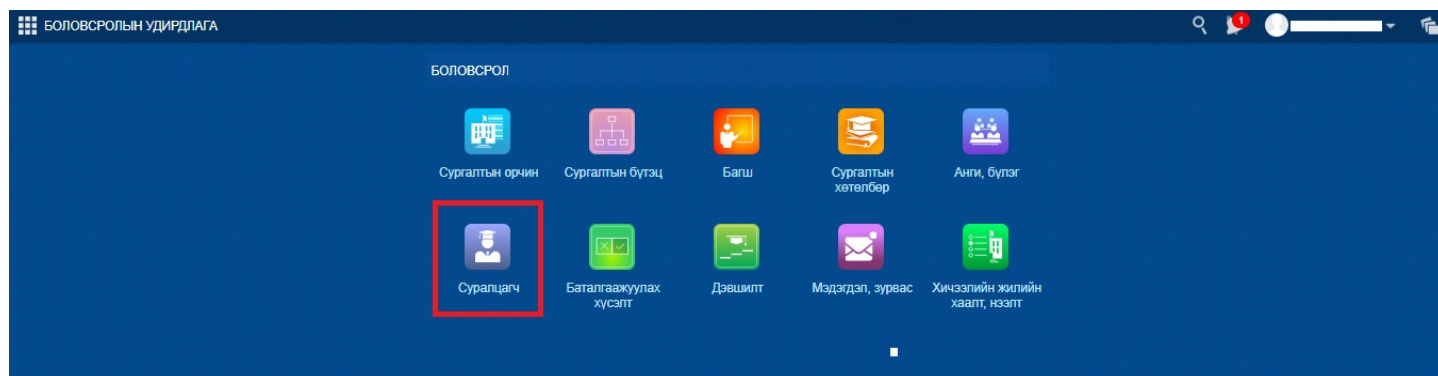 БОЛОВСРОЛЫН УДИРДЛАГА
1
БОЛОВСРОЛ
Сургалтын орчин
Сургалтын бүтэц
Багш
Сургалтын
хөтөлбөр
Анги, бүлэг
Суралцагч
Баталгаажуулах
хүсэлт
Дэвшилт
Мэдэгдэл, зурвас
Хичээлийн жилийн
хаалт, нээлт